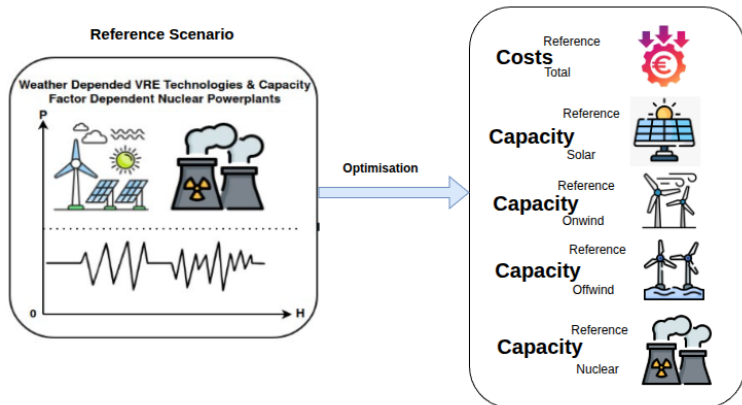 Reference Scenario
Weather Depended VRE Technologies & Capacity
Factor Dependent Nuclear Powerplants
P
0
H
Optimisation
Costs Reference
Total
€
Capacity Reference
Solar
Capacity Reference
Onwind
Capacity Reference
Offwind
Capacity Reference
Nuclear